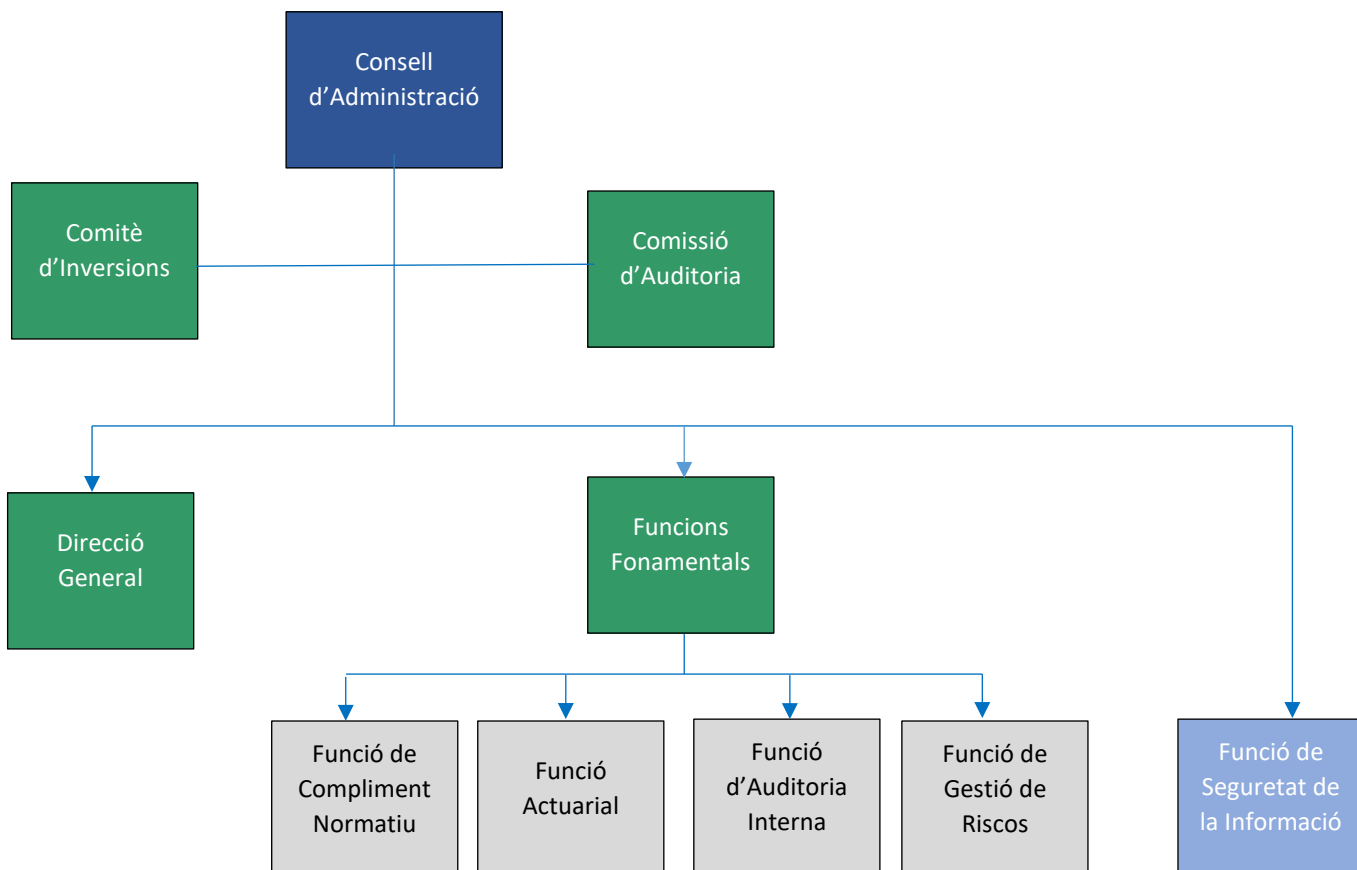 Consell
d’Administració
Comitè
d’Inversions
Comissió
d’Auditoria
Direcció
General
Funcions
Fonamentals
Funció de
Compliment
Normatiu
Funció
Actuarial
Funció
d’Auditoria
Interna
Funció de
Gestió de
Riscos
Funció de
Seguretat de
la Informació